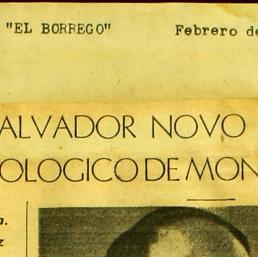 "EL BORREGO" Febrero de
ALVADOR NOVO
OLOGICO DE MON
a.
z